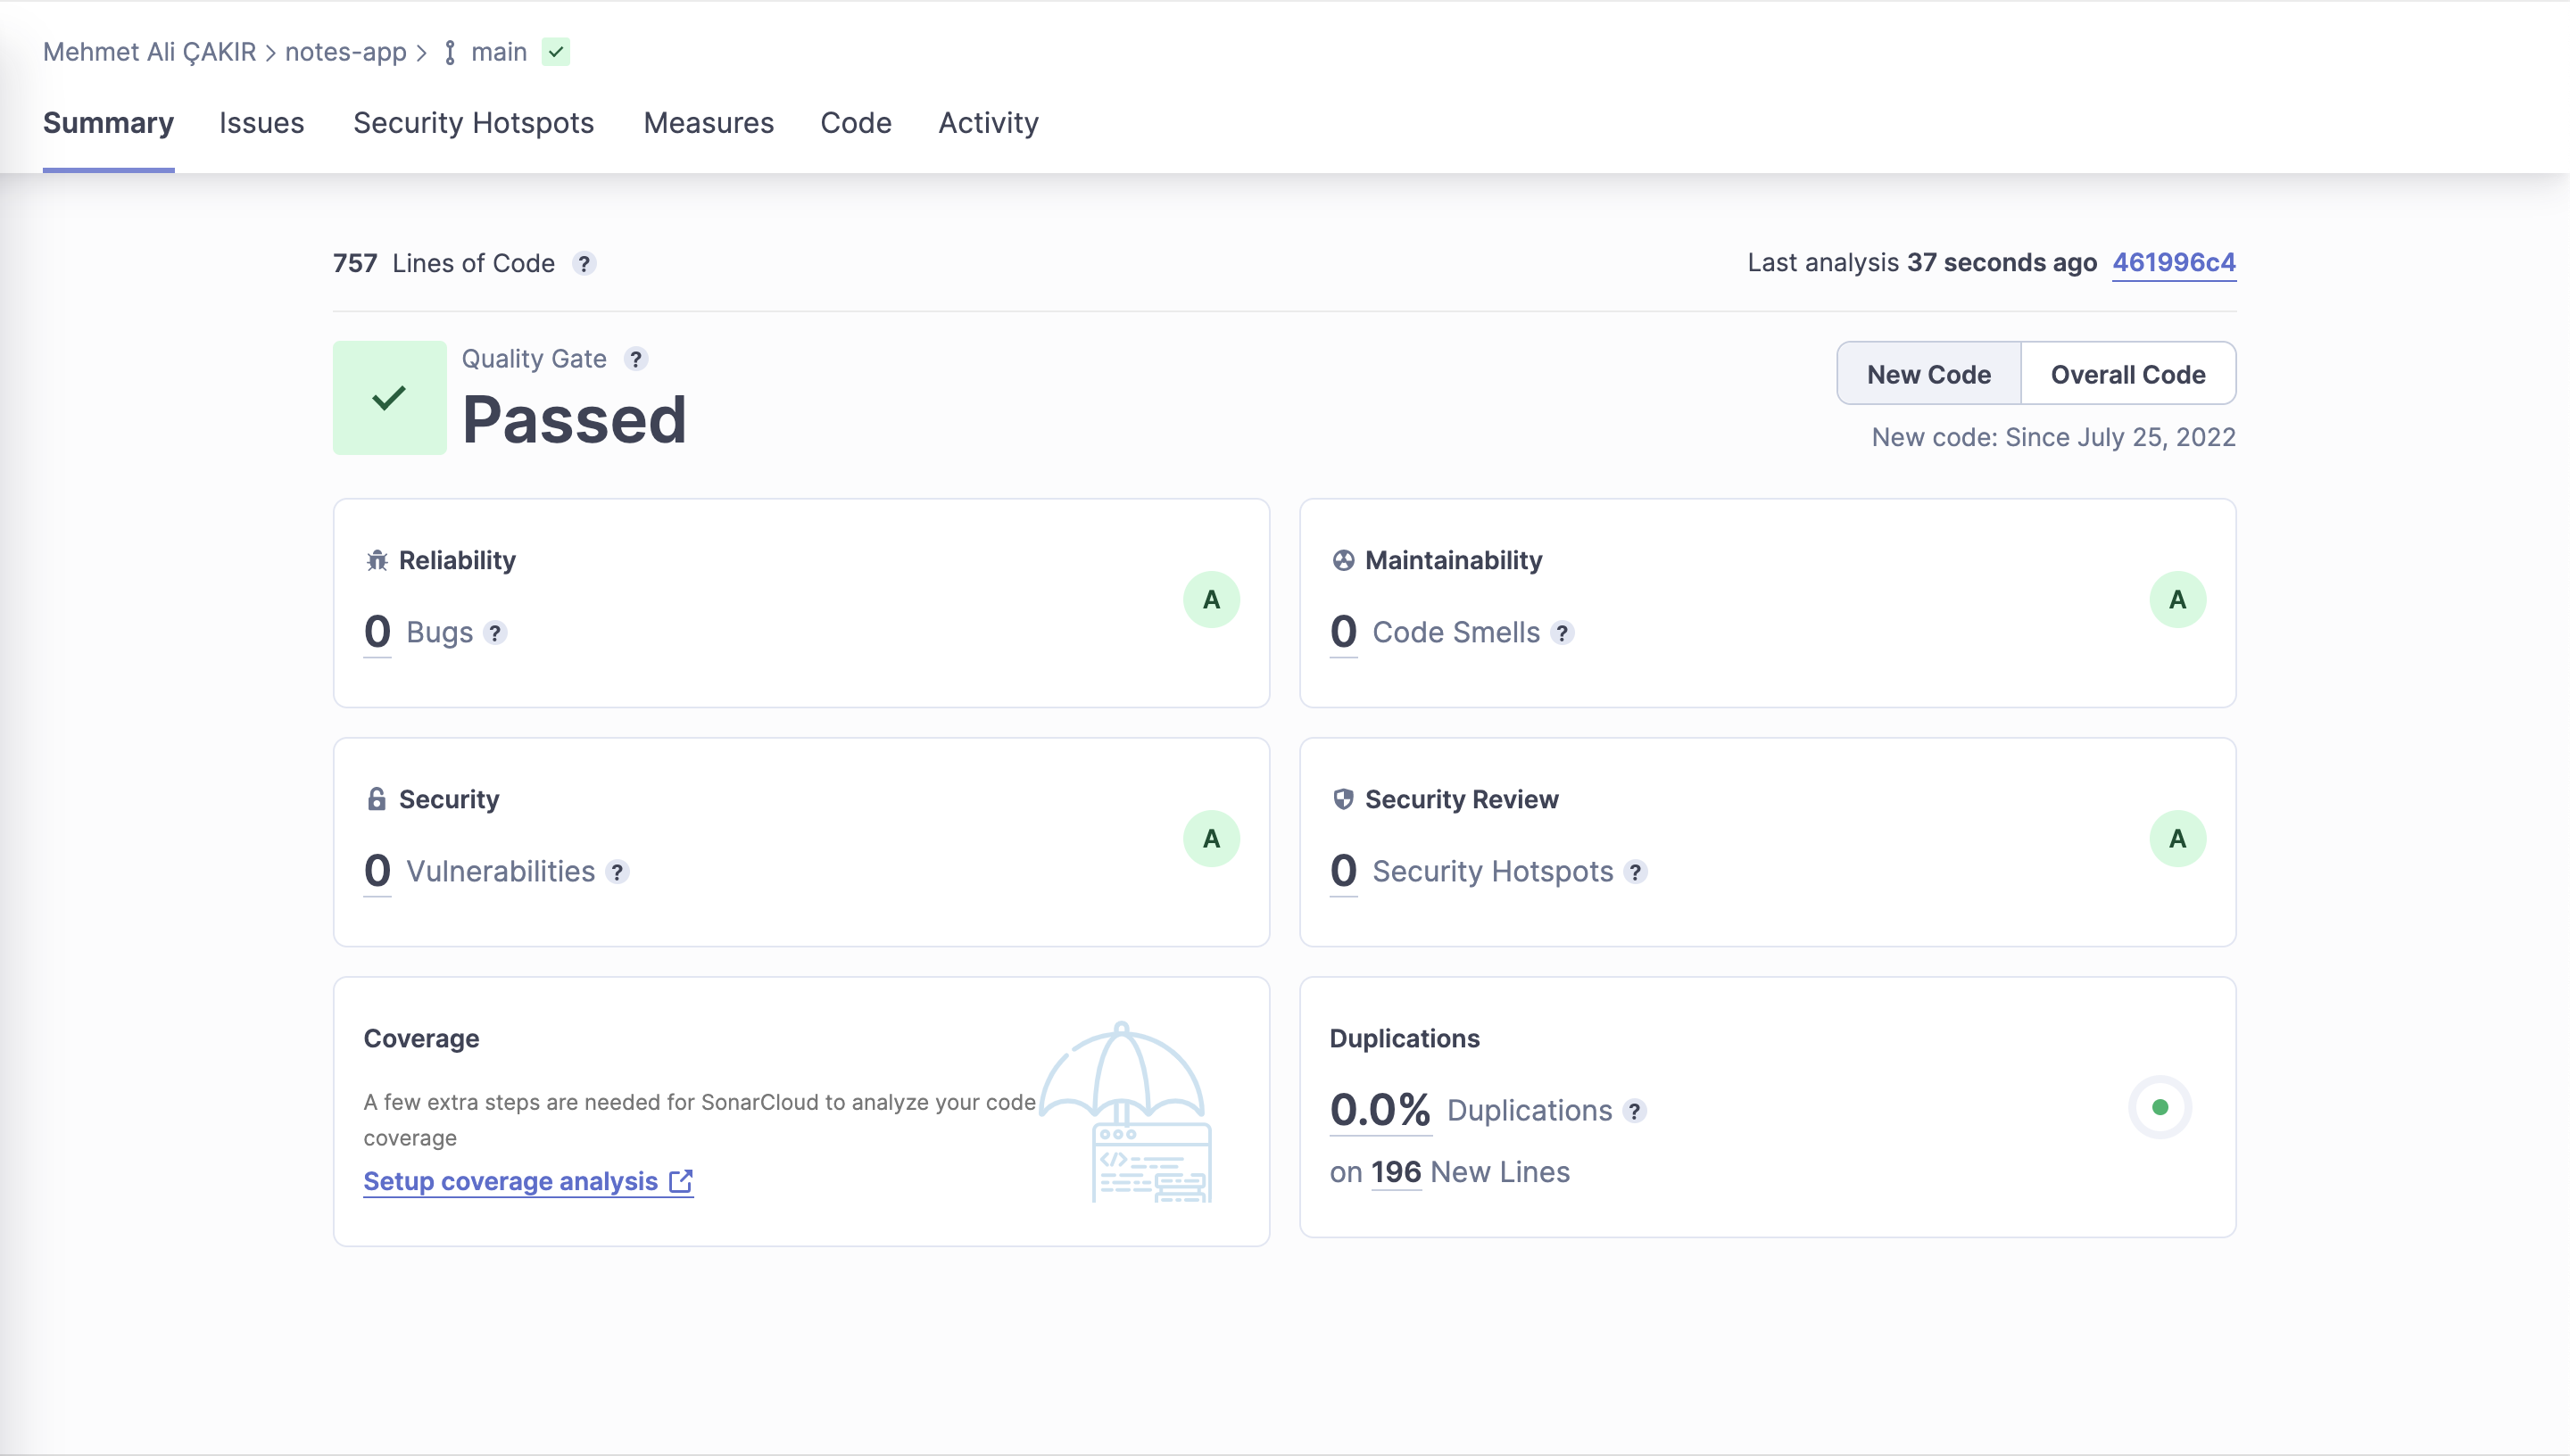 Mehmet Ali ÇAKIR > notes-app > main
Summary Issues Security Hotspots Measures Code Activity
757 Lines of Code ? Last analysis 37 seconds ago 461996c4
Quality Gate ?
Passed
New Code Overall Code
New code: Since July 25, 2022
Reliability
0 Bugs ?
A
Maintainability
0 Code Smells ?
A
Security
0 Vulnerabilities ?
A
Security Review
0 Security Hotspots ?
A
Coverage
A few extra steps are needed for SonarCloud to analyze your code
coverage
Setup coverage analysis
</>
Duplications
0.0% Duplications ?
on 196 New Lines